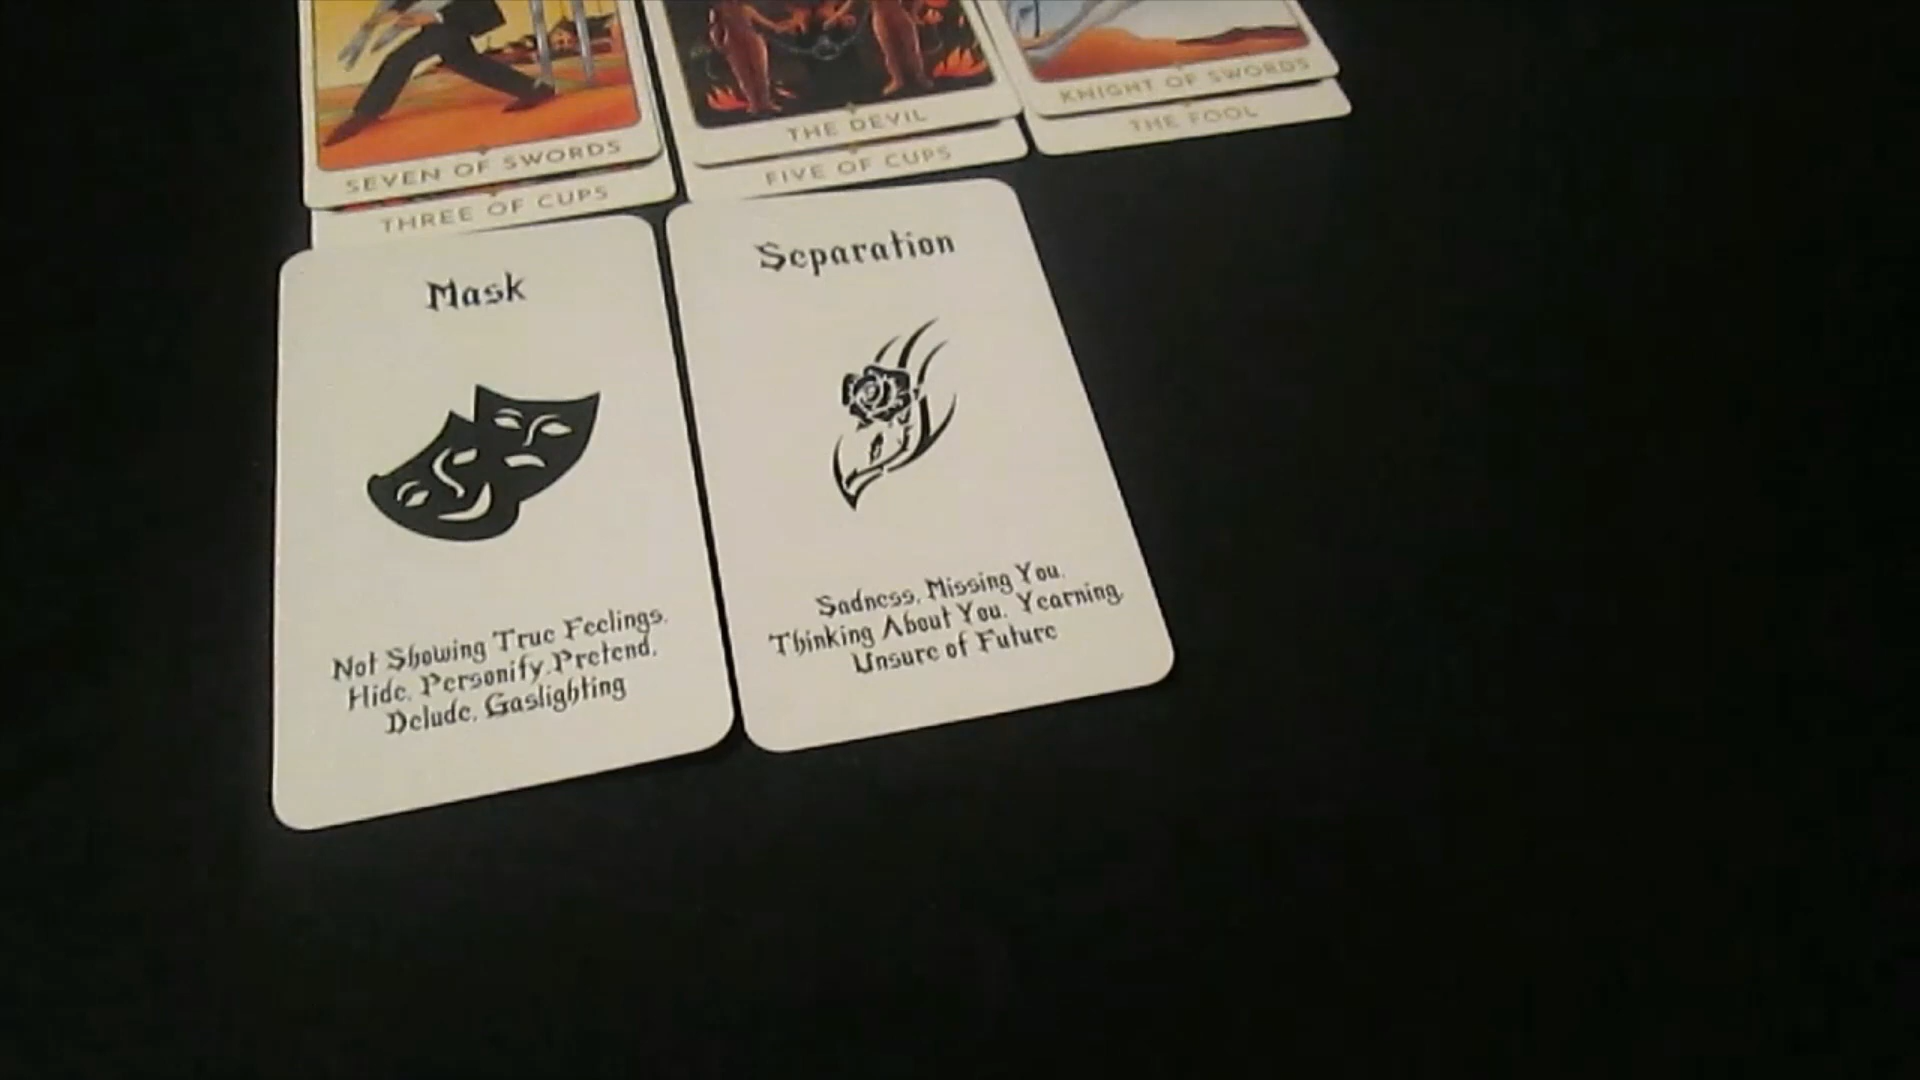 SEVEN OF SWORDS
THREE OF CUPS
THE DEVIL
FIVE OF CUPS
KNIGHT OF SWORDS
THE FOOL
Mask
Not Showing True Feelings,
Hide, Personify, Pretend,
Delude, Gaslighting
Separation
Sadness, Missing You,
Thinking About You, Yearning,
Unsure of Future